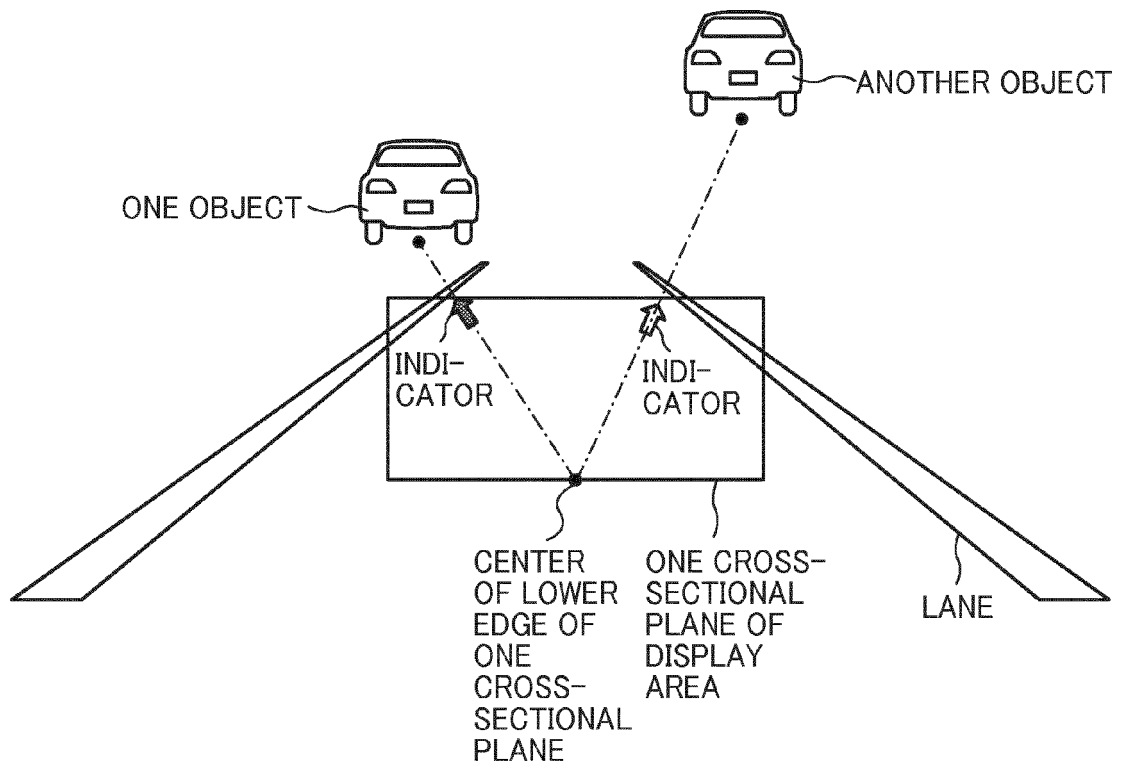 ANOTHER OBJECT
ONE OBJECT
INDI-
CATOR
INDI-
CATOR
CENTER
OF LOWER
EDGE OF
ONE
CROSS-
SECTIONAL
PLANE
ONE CROSS-
SECTIONAL
PLANE OF
DISPLAY
AREA
LANE